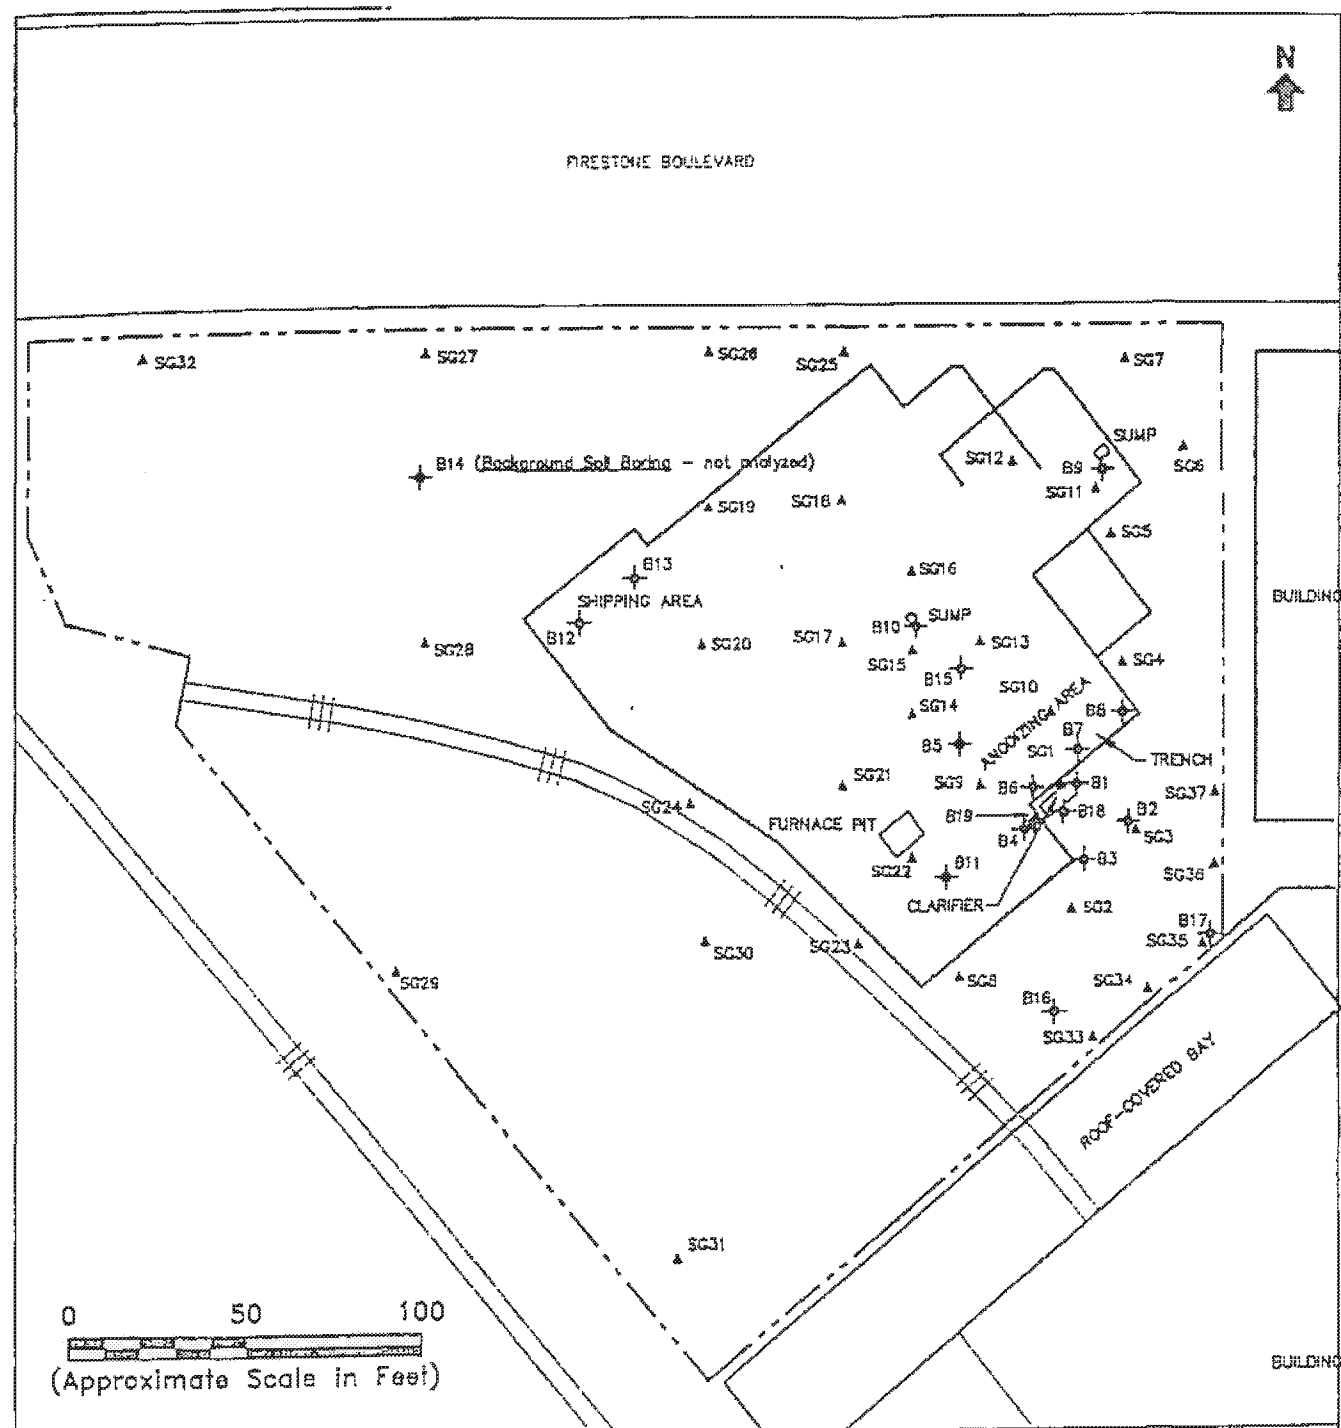 N
FIRESTONE BOULEVARD
SG32
SG27
SG26
SG25
SG7
SUMP
SG12
B9
SG6
B14 (Background Soil Boring - not analyzed)
SG11
SG19
SG18
SG5
B13
SG16
BUILDING
SHIPPING AREA
B12
B10
SUMP
SG28
SG20
SG17
SG13
SG15
SG4
B15
SG10
SG14
ANODIZING AREA
B8
B5
B7
SG1
TRENCH
SG21
SG9
B6
B1
SG37
SG24
FURNACE PIT
B19
B18
B2
B4
SG3
SG22
B11
B3
SG36
CLARIFIER
SG2
B17
SG30
SG23
SG35
SG29
SG8
SG34
B16
SG33
ROOF-COVERED BAY
SG31
0 50 100
(Approximate Scale in Feet)
BUILDING